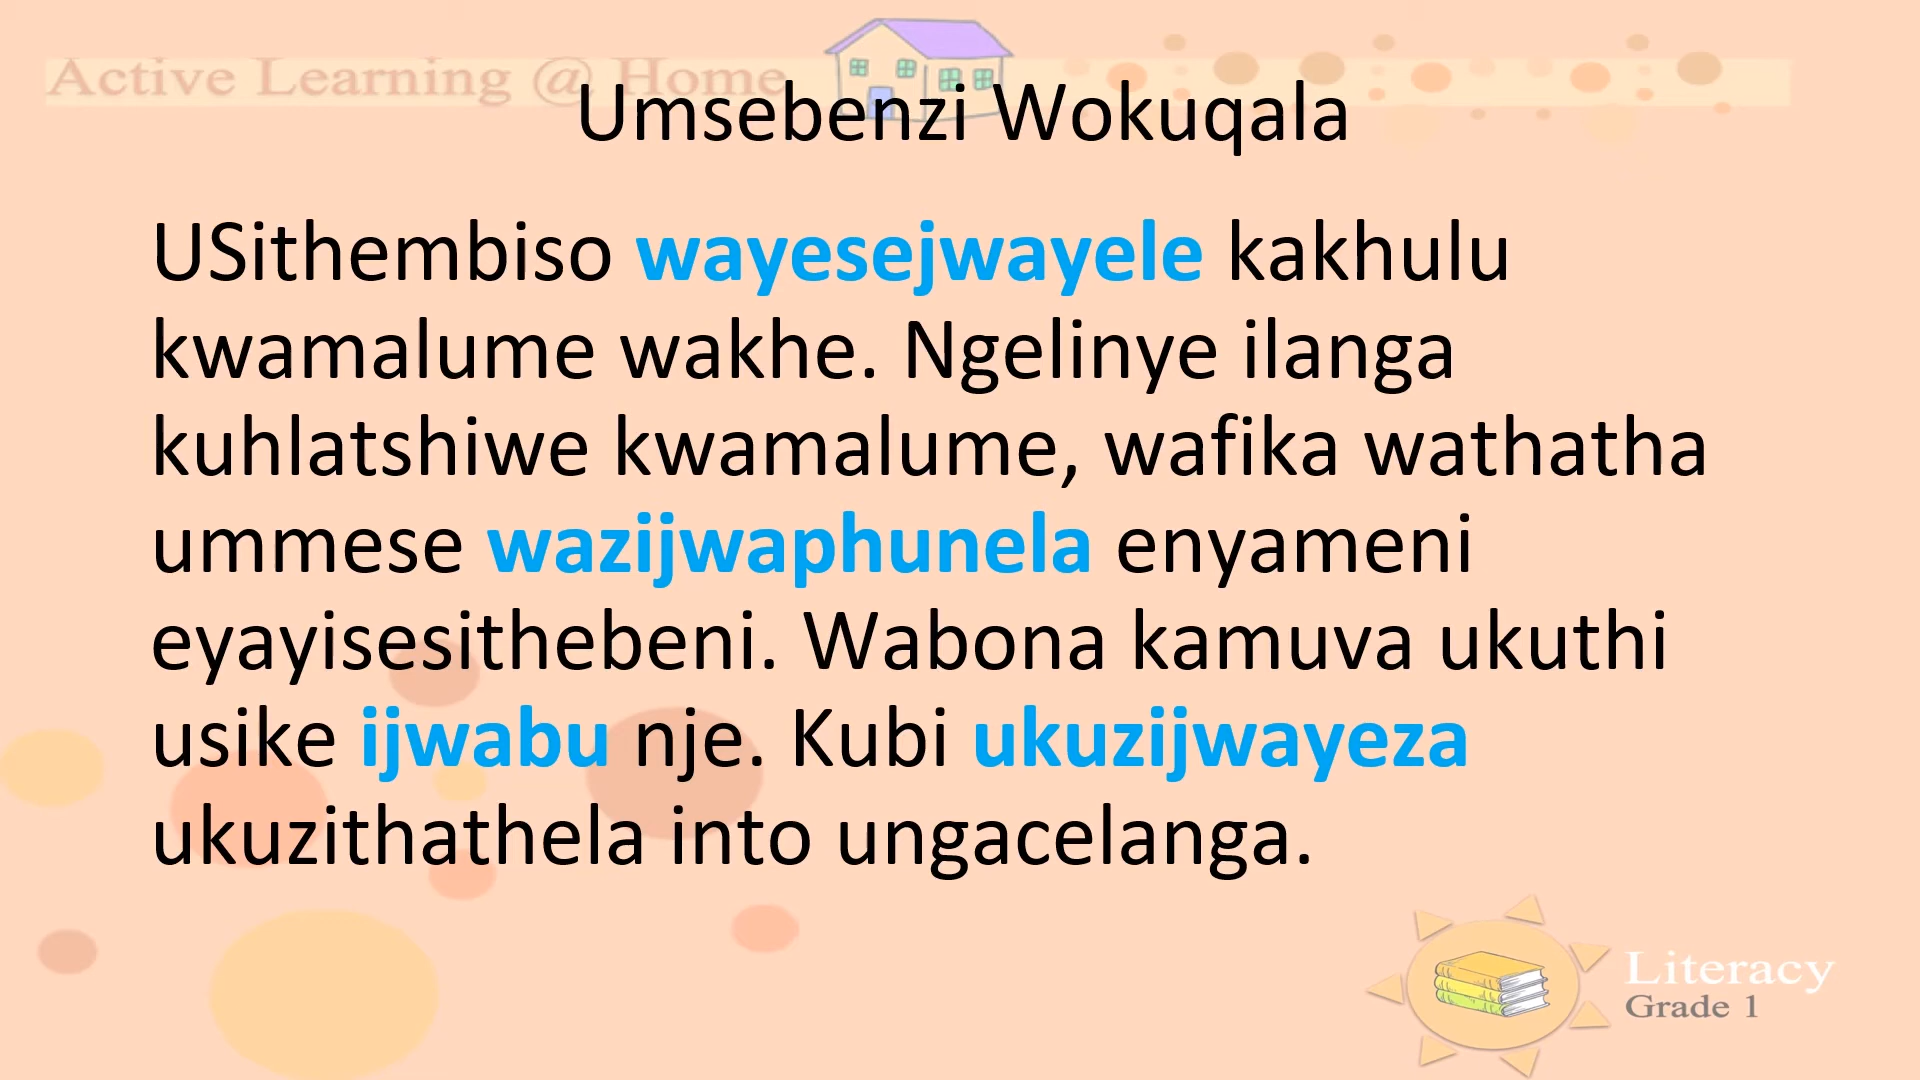 Active Learning @ Home
Umsebenzi Wokuqala
USithembiso wayesejwayele kakhulu
kwamalume wakhe. Ngelinye ilanga
kuhlatshiwe kwamalume, wafika wathatha
ummese wazijwaphunela enyameni
eyayisesithebeni. Wabona kamuva ukuthi
usike ijwabu nje. Kubi ukuzijwayeza
ukuzithathela into ungacelanga.
Literacy
Grade 1